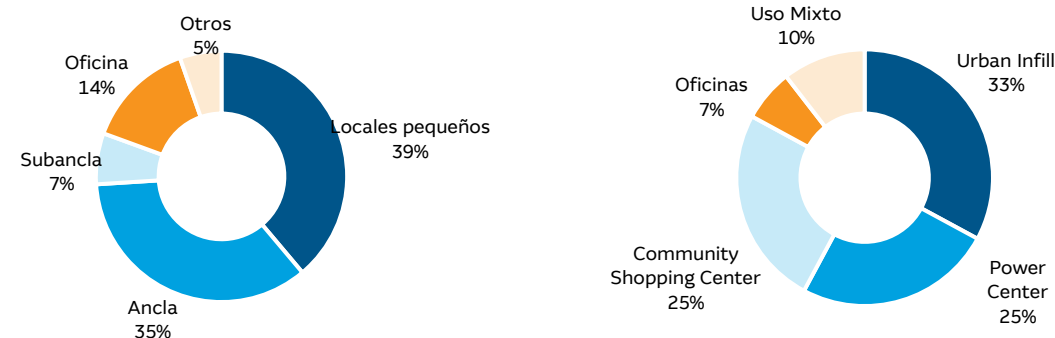 Otros
5%
Oficina
14%
Locales pequeños
39%
Subancla
7%
Ancla
35%
Uso Mixto
10%
Urban Infill
33%
Oficinas
7%
Community
Shopping Center
25%
Power
Center
25%